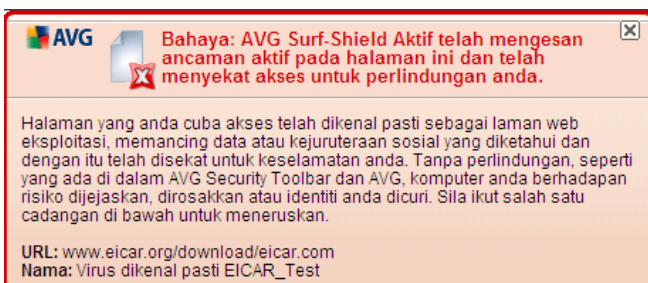 AVG
Bahaya: AVG Surf-Shield Aktif telah mengesan
ancaman aktif pada halaman ini dan telah
menyekat akses untuk perlindungan anda.
Halaman yang anda cuba akses telah dikenal pasti sebagai laman web
eksploitasi, memancing data atau kejuruteraan sosial yang diketahui dan
dengan itu telah disekat untuk keselamatan anda. Tanpa perlindungan, seperti
yang ada di dalam AVG Security Toolbar dan AVG, komputer anda berhadapan
risiko dijejaskan, dirosakkan atau identiti anda dicuri. Sila ikut salah satu
cadangan di bawah untuk meneruskan.
URL: www.eicar.org/download/eicar.com
Nama: Virus dikenal pasti EICAR_Test